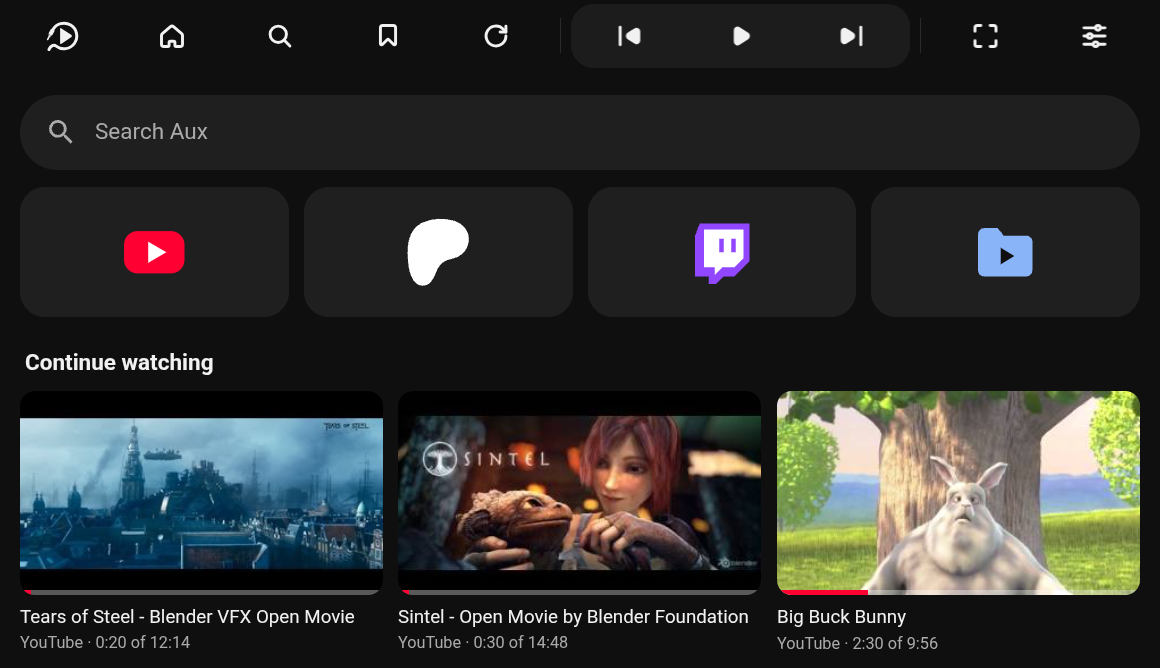 Search Aux
Continue watching
TEARS OF STEEL
SINTEL
blender
Tears of Steel - Blender VFX Open Movie
Sintel - Open Movie by Blender Foundation
Big Buck Bunny
YouTube · 0:20 of 12:14
YouTube · 0:30 of 14:48
YouTube · 2:30 of 9:56